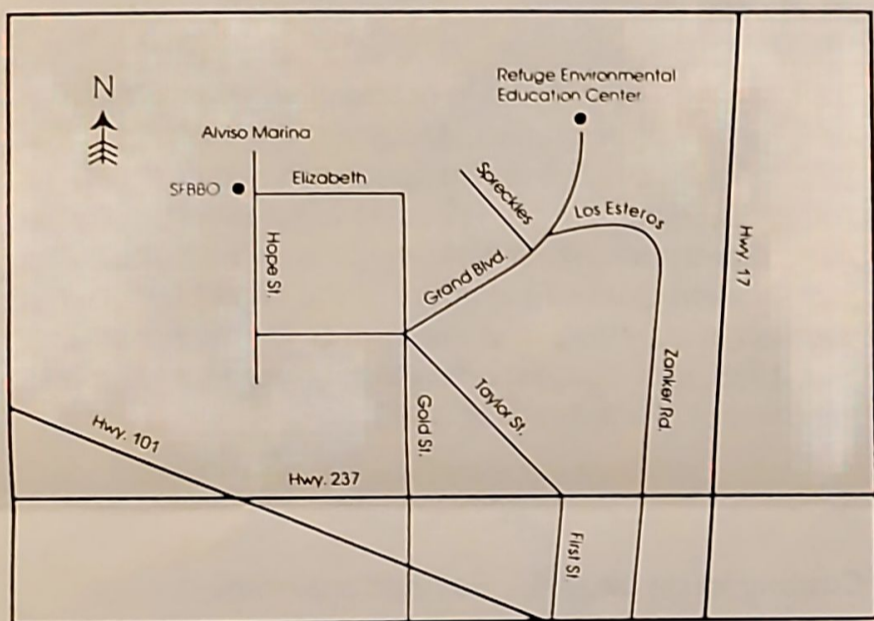 Refuge Environmental
Education Center
N
Alviso Marina
SFBBO
Elizabeth
Spreckles
Los Esteros
Hope St.
Grand Blvd.
Hwy. 17
Gold St.
Taylor St.
Zanker Rd.
Hwy. 101
Hwy. 237
First St.